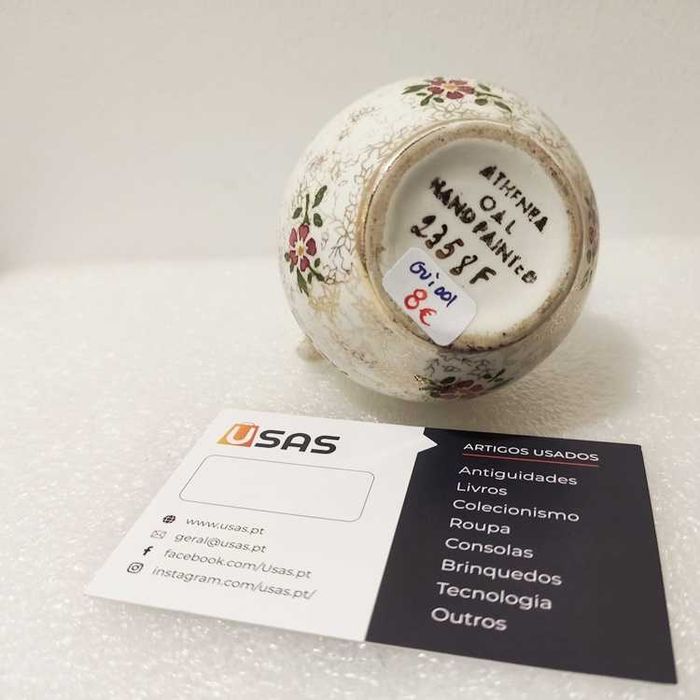 ATHENEA
OAL
HAND PAINTED
2358F
Gui001
8€
USAS
www.usas.pt
geral@usas.pt
facebook.com/Usas.pt
instagram.com/usas.pt/
ARTIGOS USADOS
Antiguidades
Livros
Colecionismo
Roupa
Consolas
Brinquedos
Tecnologia
Outros